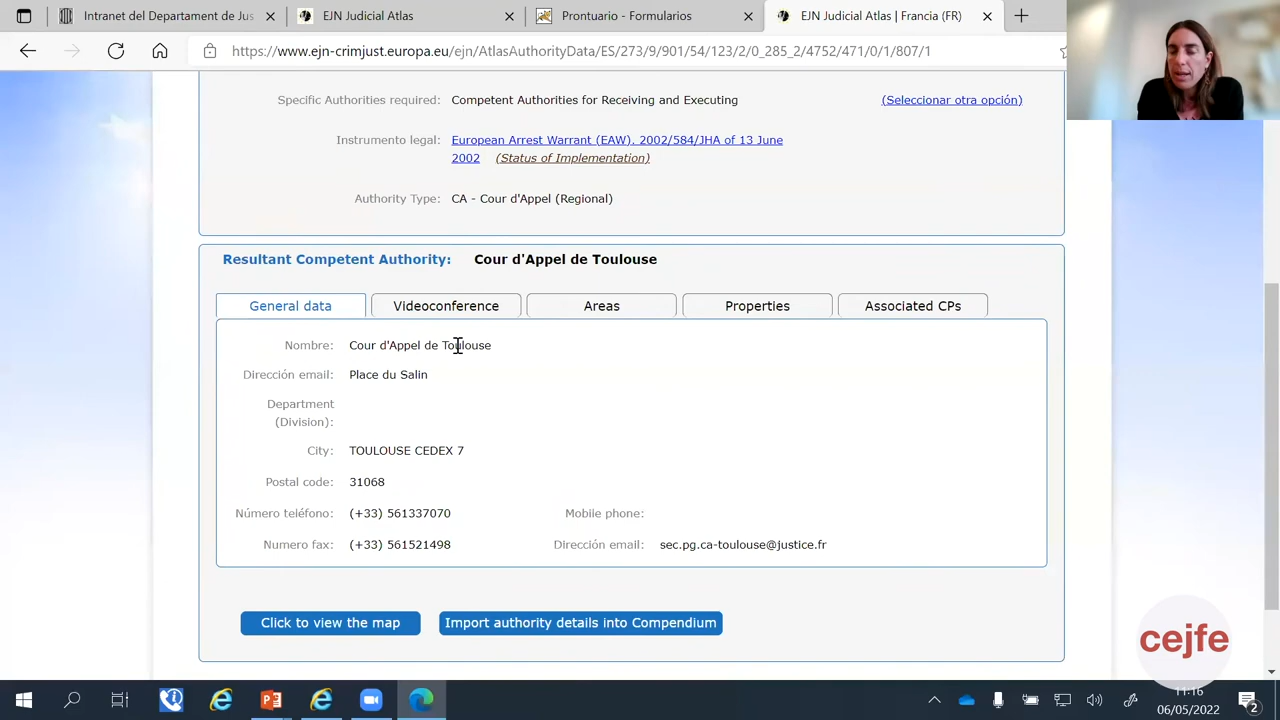 Intranet del Departament de Jus
EJN Judicial Atlas
Prontuario - Formularios
EJN Judicial Atlas | Francia (FR)
https://www.ejn-crimjust.europa.eu/ejn/AtlasAuthorityData/ES/273/9/901/54/123/2/0_285_2/4752/471/0/1/807/1
Specific Authorities required: Competent Authorities for Receiving and Executing (Seleccionar otra opción)
Instrumento legal: European Arrest Warrant (EAW), 2002/584/JHA of 13 June
2002 (Status of Implementation)
Authority Type: CA - Cour d'Appel (Regional)
Resultant Competent Authority: Cour d'Appel de Toulouse
General data Videoconference Areas Properties Associated CPs
Nombre: Cour d'Appel de Toulouse
Dirección email: Place du Salin
Department
(Division):
City: TOULOUSE CEDEX 7
Postal code: 31068
Número teléfono: (+33) 561337070 Mobile phone:
Numero fax: (+33) 561521498 Dirección email: sec.pg.ca-toulouse@justice.fr
Click to view the map Import authority details into Compendium
cejfe
11:16
06/05/2022
2